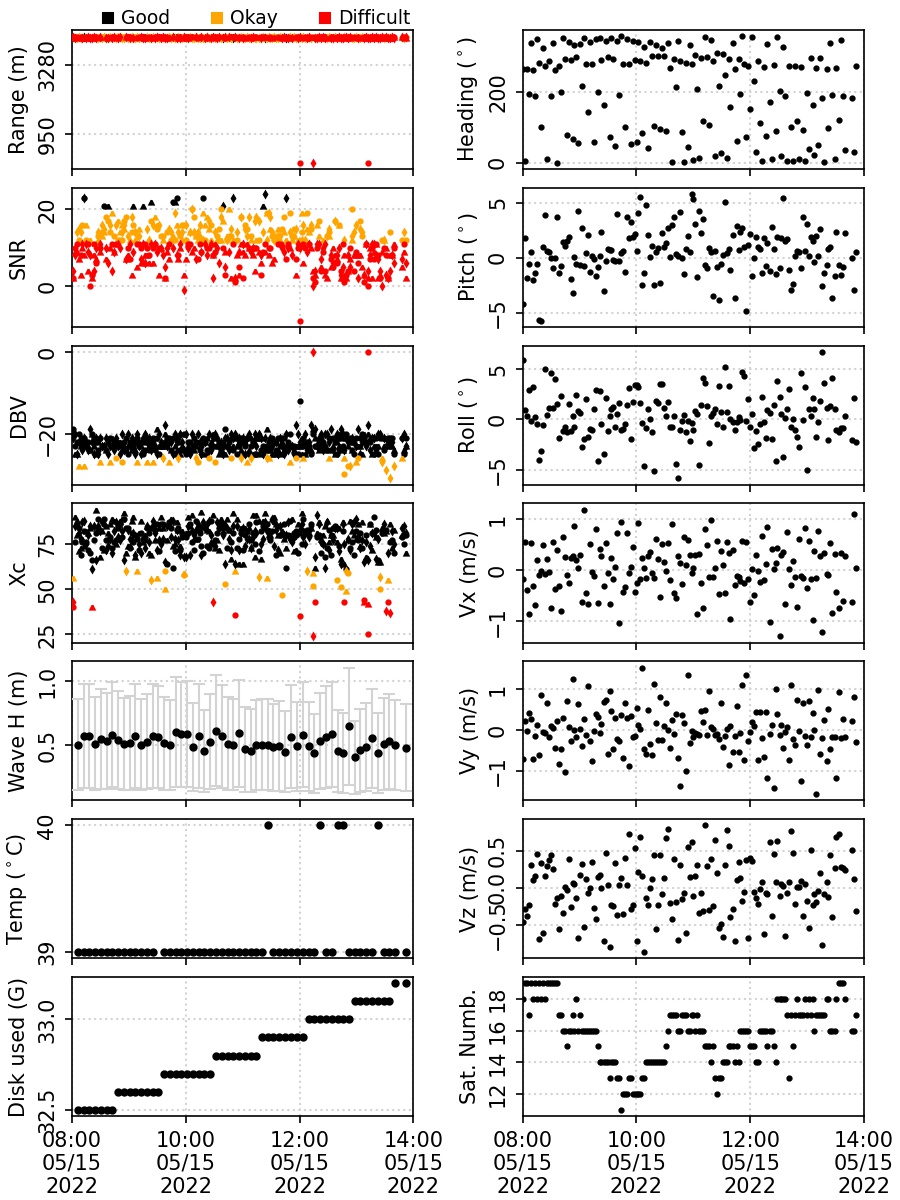 Good Okay Difficult
Range (m)
3280
950
Heading (°)
200
0
SNR
20
0
Pitch (°)
5
0
−5
DBV
0
−20
Roll (°)
5
0
−5
Xc
75
50
25
Vx (m/s)
1
0
−1
Wave H (m)
1.0
0.5
Vy (m/s)
1
0
−1
Temp (°C)
40
39
Vz (m/s)
0.5
0.0
−0.5
Disk used (G)
33.0
32.5
08:00 10:00 12:00 14:00
05/15 05/15 05/15 05/15
2022 2022 2022 2022
Sat. Numb.
18
16
14
12
08:00 10:00 12:00 14:00
05/15 05/15 05/15 05/15
2022 2022 2022 2022